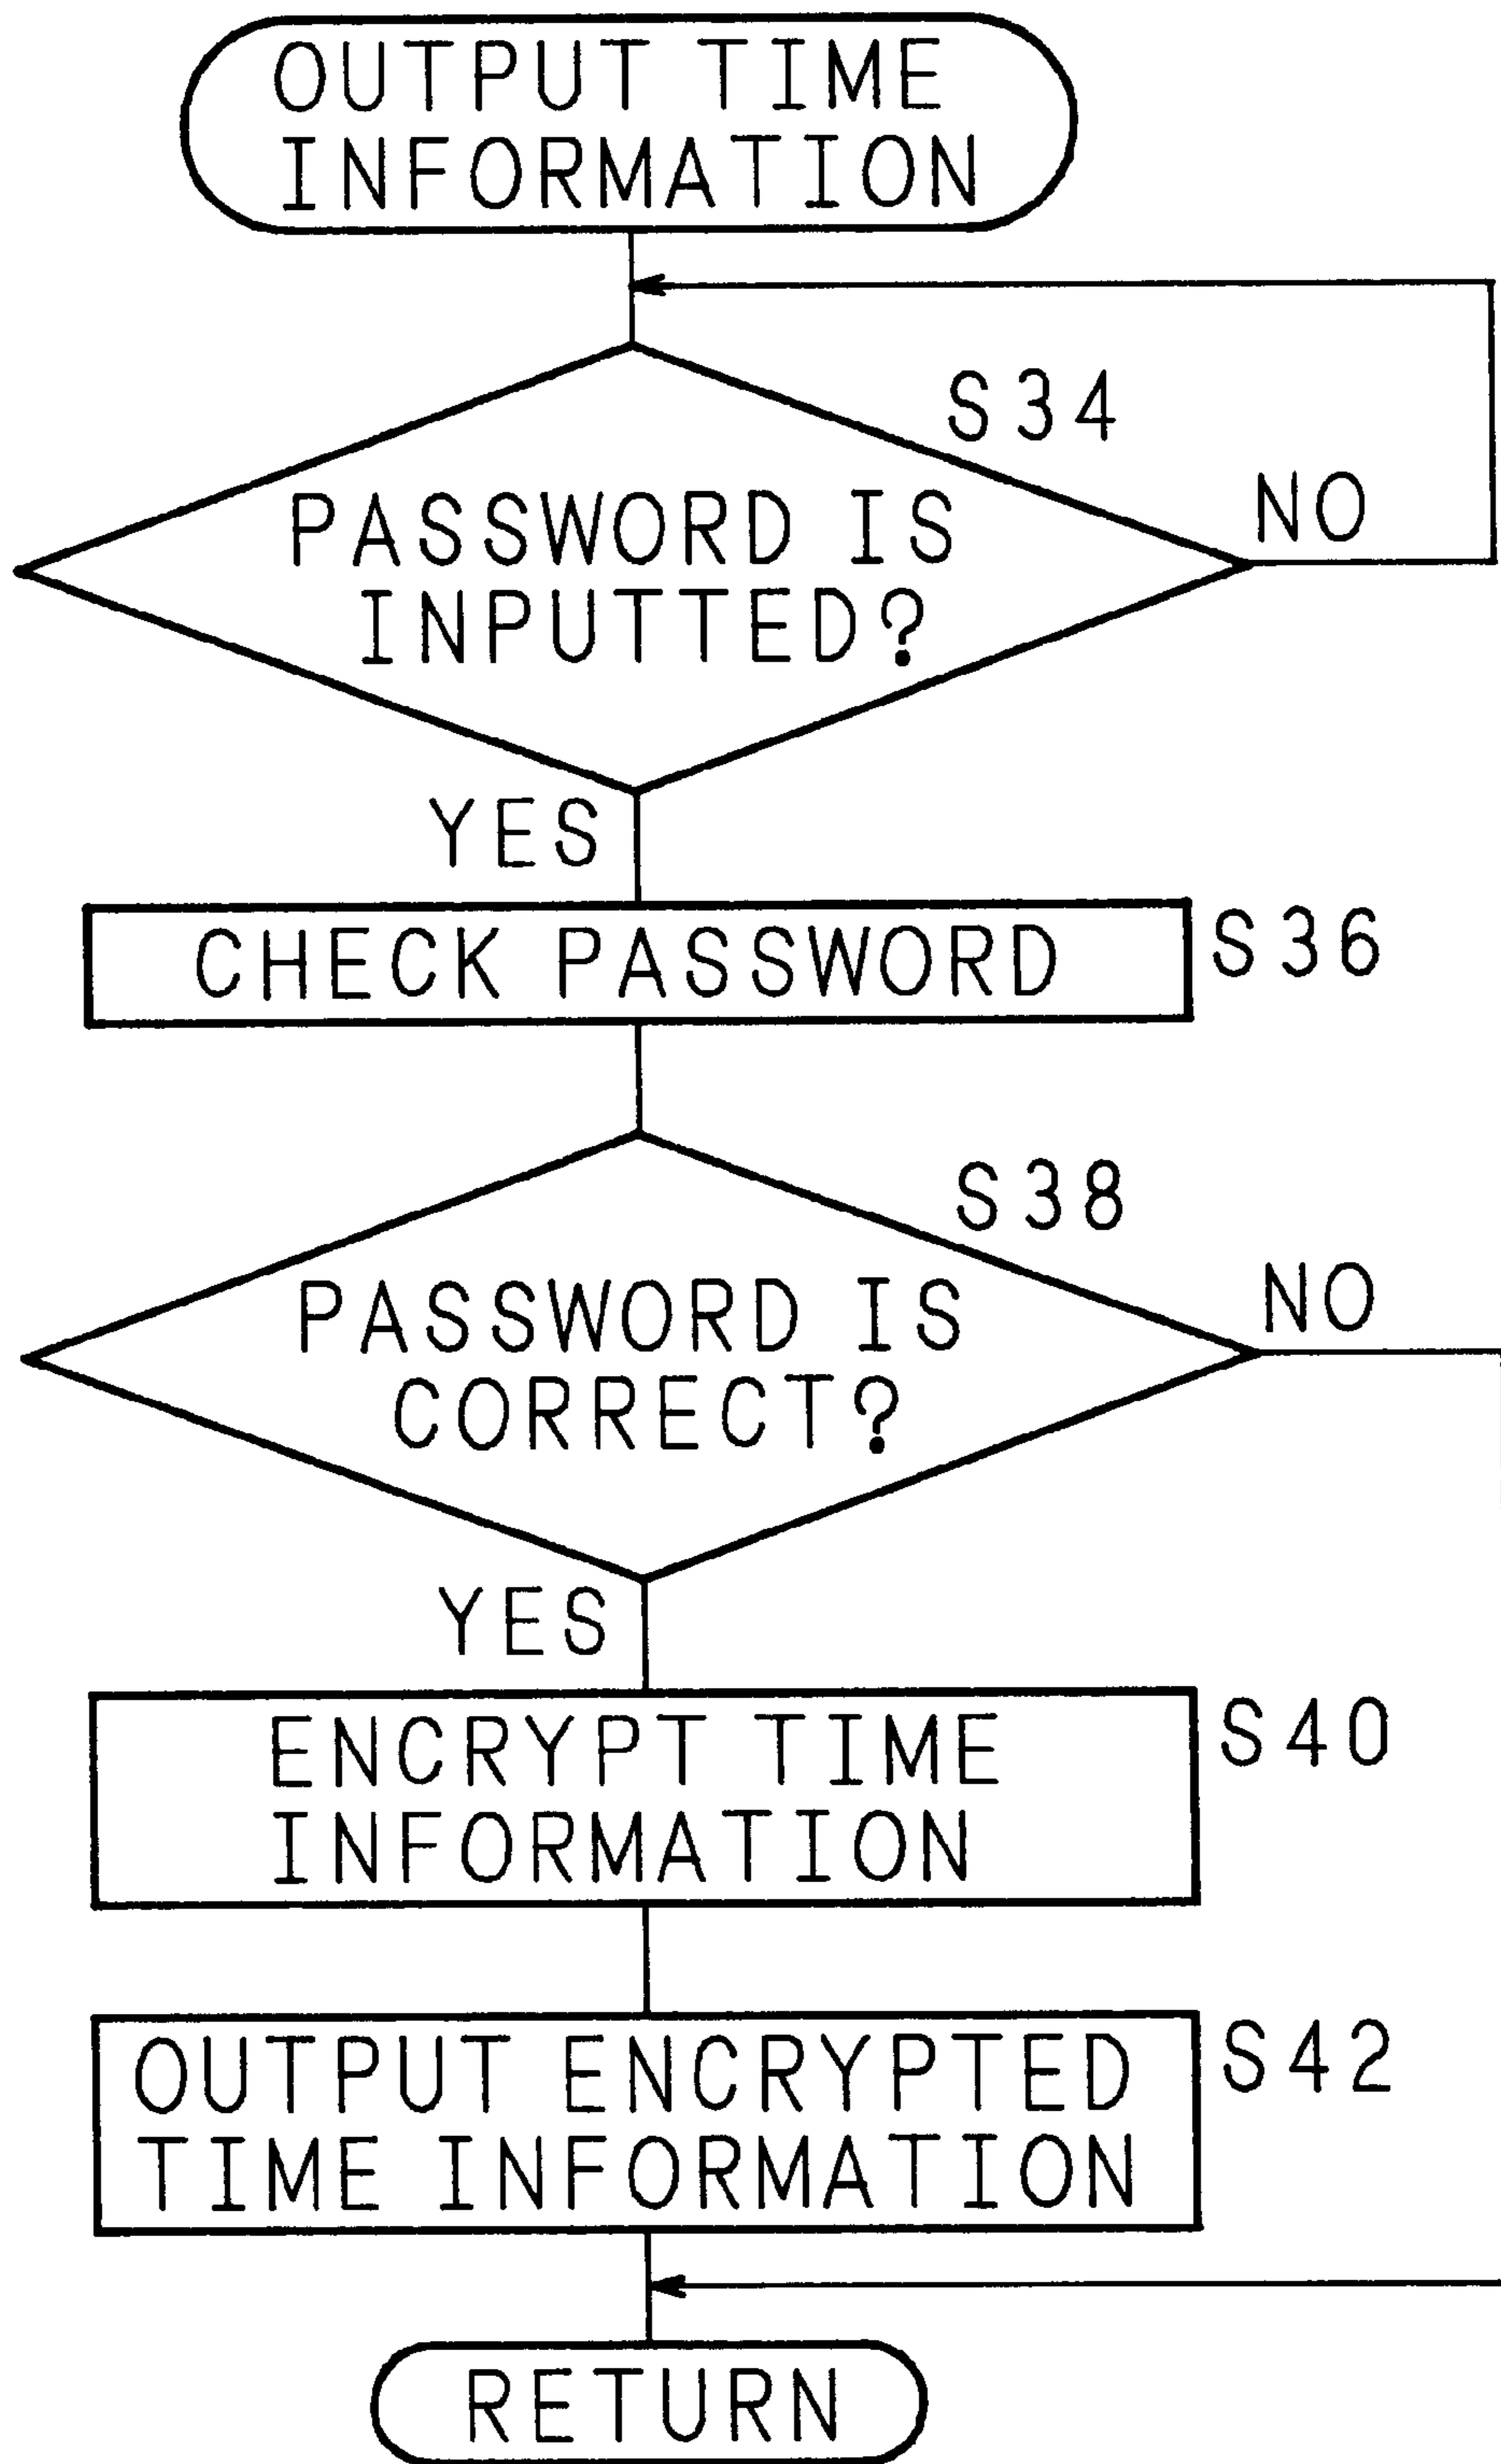 OUTPUT TIME
INFORMATION
S34
NO
PASSWORD IS
INPUTTED?
YES
CHECK PASSWORD
S36
S38
NO
PASSWORD IS
CORRECT?
YES
ENCRYPT TIME
INFORMATION
S40
OUTPUT ENCRYPTED
TIME INFORMATION
S42
RETURN